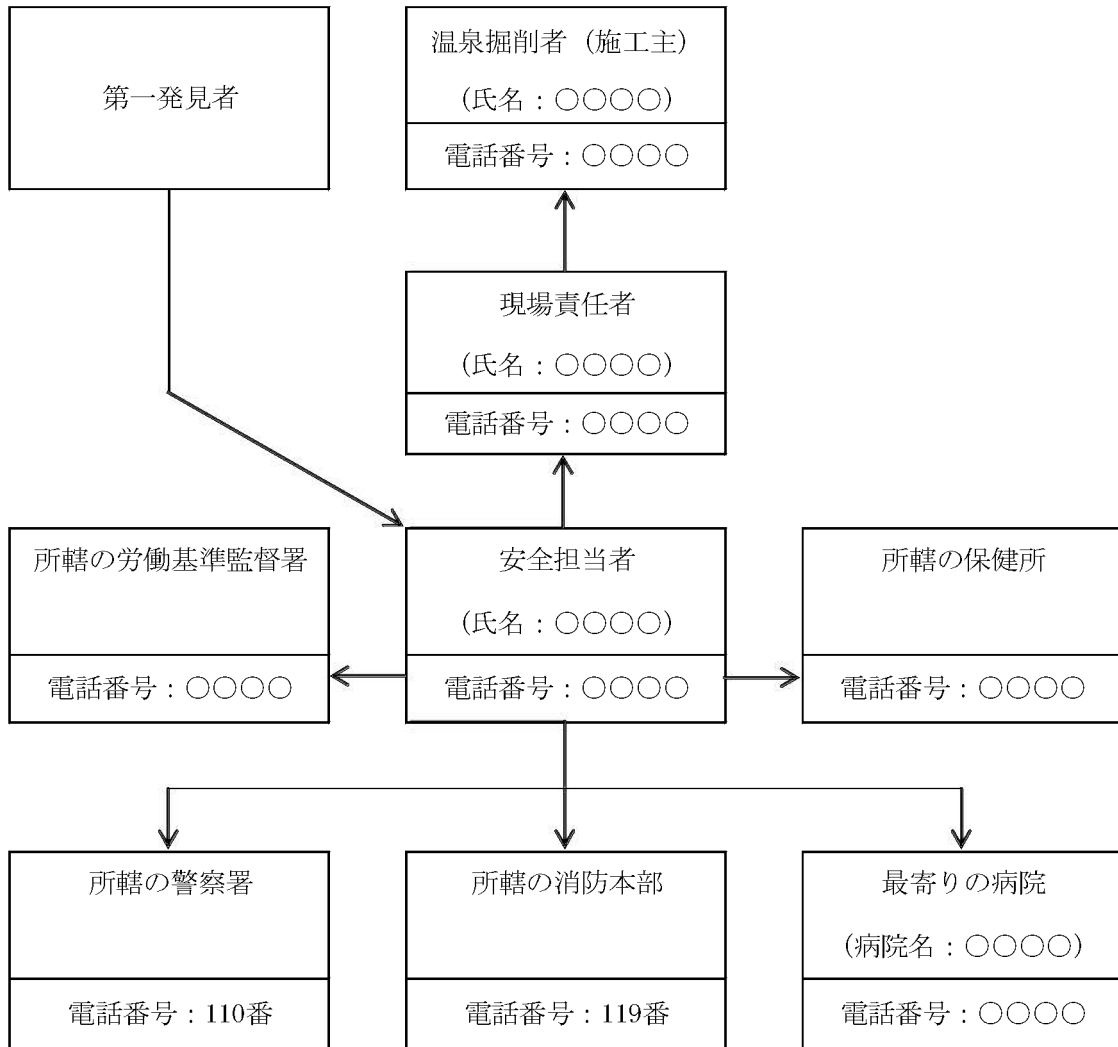 第一発見者
温泉掘削者（施工主）
（氏名：○○○○）
電話番号：○○○○
現場責任者
（氏名：○○○○）
電話番号：○○○○
所轄の労働基準監督署
電話番号：○○○○
安全担当者
（氏名：○○○○）
電話番号：○○○○
所轄の保健所
電話番号：○○○○
所轄の警察署
電話番号：110番
所轄の消防本部
電話番号：119番
最寄りの病院
（病院名：○○○○）
電話番号：○○○○